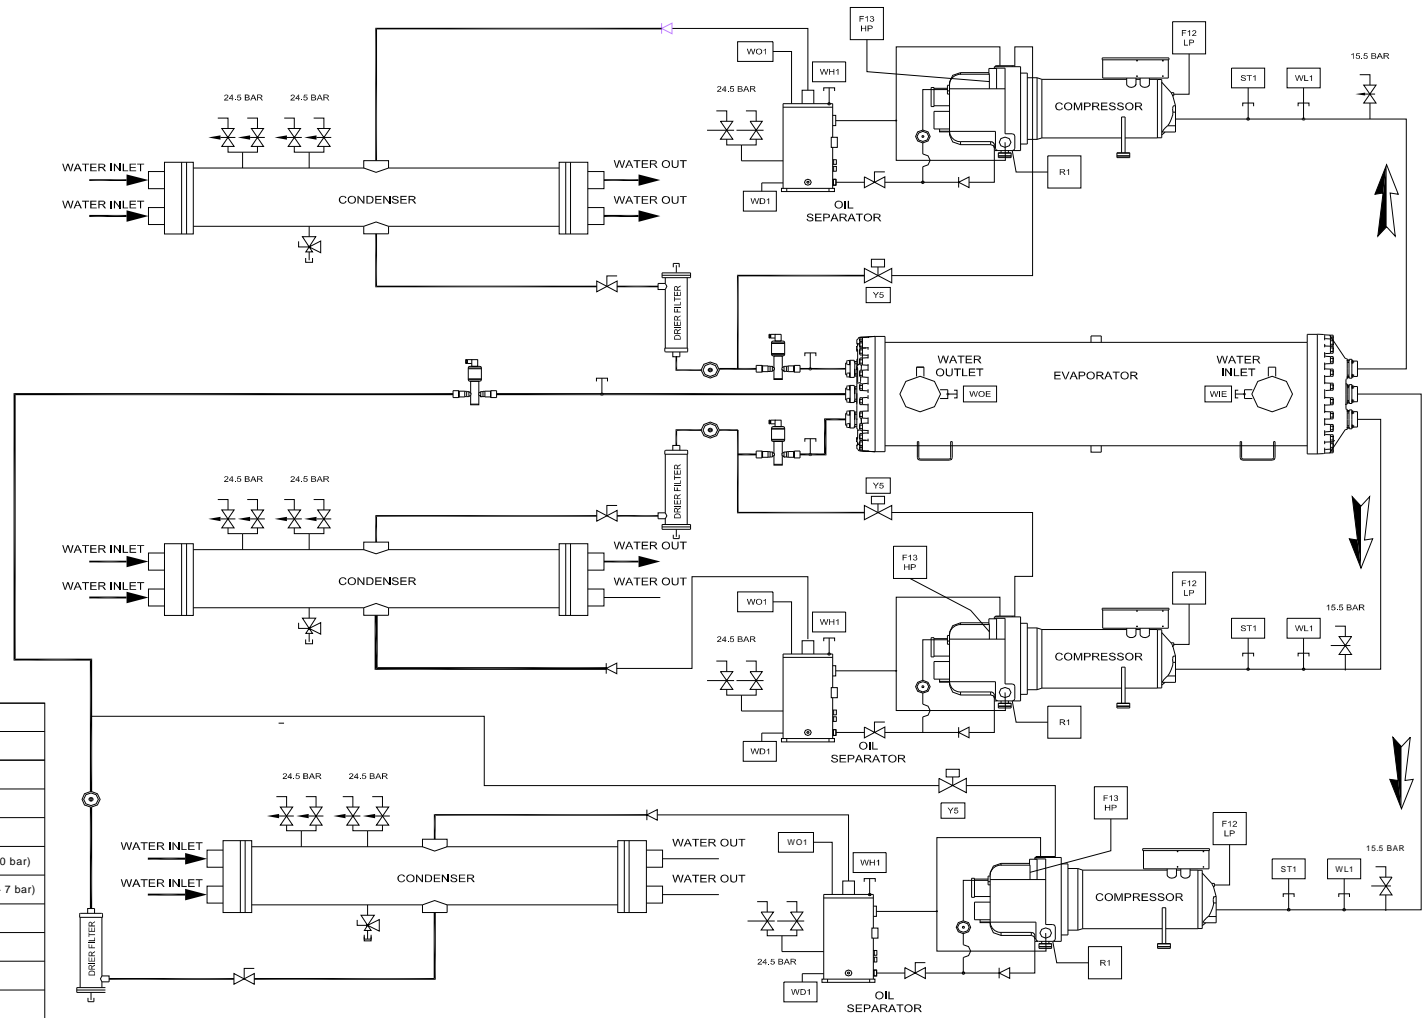 F13
HP
F12
LP
WO1
WH1
24.5 BAR
24.5 BAR
24.5 BAR
15.5 BAR
ST1
WL1
COMPRESSOR
WATER INLET
WATER INLET
CONDENSER
WATER OUT
WATER OUT
R1
WD1
OIL
SEPARATOR
DRIER FILTER
Y5
WATER
OUTLET
WOE
EVAPORATOR
WATER
INLET
WIE
DRIER FILTER
Y5
24.5 BAR
24.5 BAR
WATER INLET
WATER INLET
CONDENSER
WATER OUT
WATER OUT
F13
HP
F12
LP
WO1
WH1
24.5 BAR
COMPRESSOR
ST1
WL1
15.5 BAR
R1
WD1
OIL
SEPARATOR
24.5 BAR
24.5 BAR
Y5
F13
HP
F12
LP
WATER INLET
WATER INLET
CONDENSER
WATER OUT
WATER OUT
WO1
WH1
COMPRESSOR
ST1
WL1
15.5 BAR
24.5 BAR
WD1
OIL
SEPARATOR
R1
DRIER FILTER
0 bar)
7 bar)